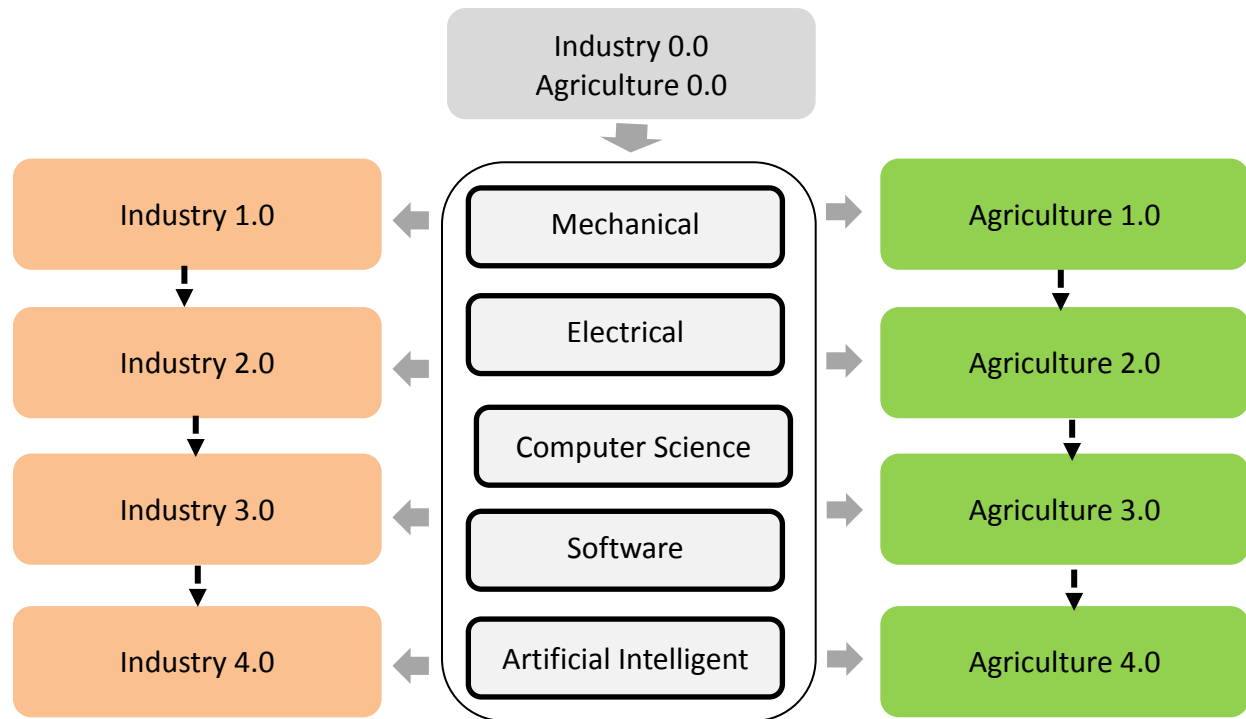 Industry 0.0
Agriculture 0.0
Industry 1.0
Mechanical
Agriculture 1.0
Industry 2.0
Electrical
Agriculture 2.0
Computer Science
Industry 3.0
Software
Agriculture 3.0
Industry 4.0
Artificial Intelligent
Agriculture 4.0